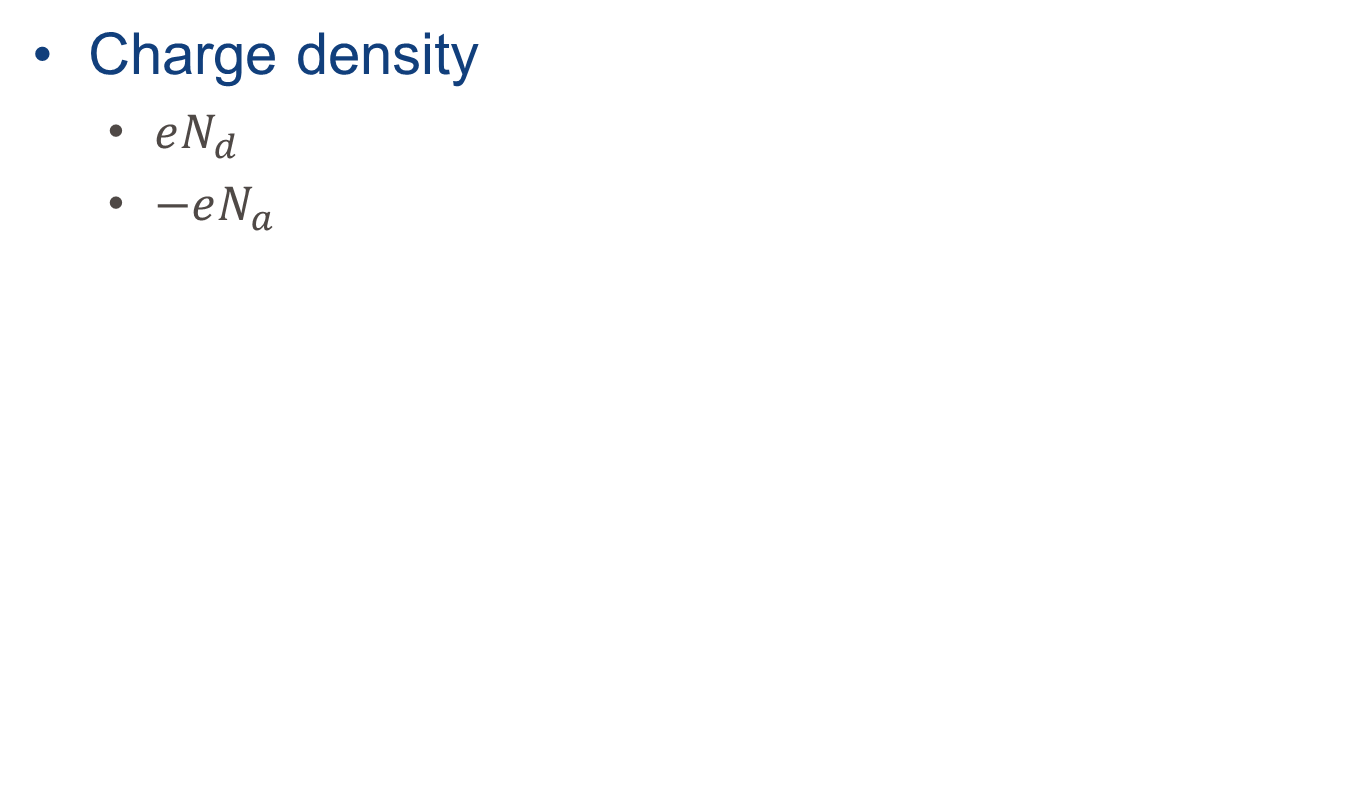 • Charge density
• $eN_d$
• $-eN_a$